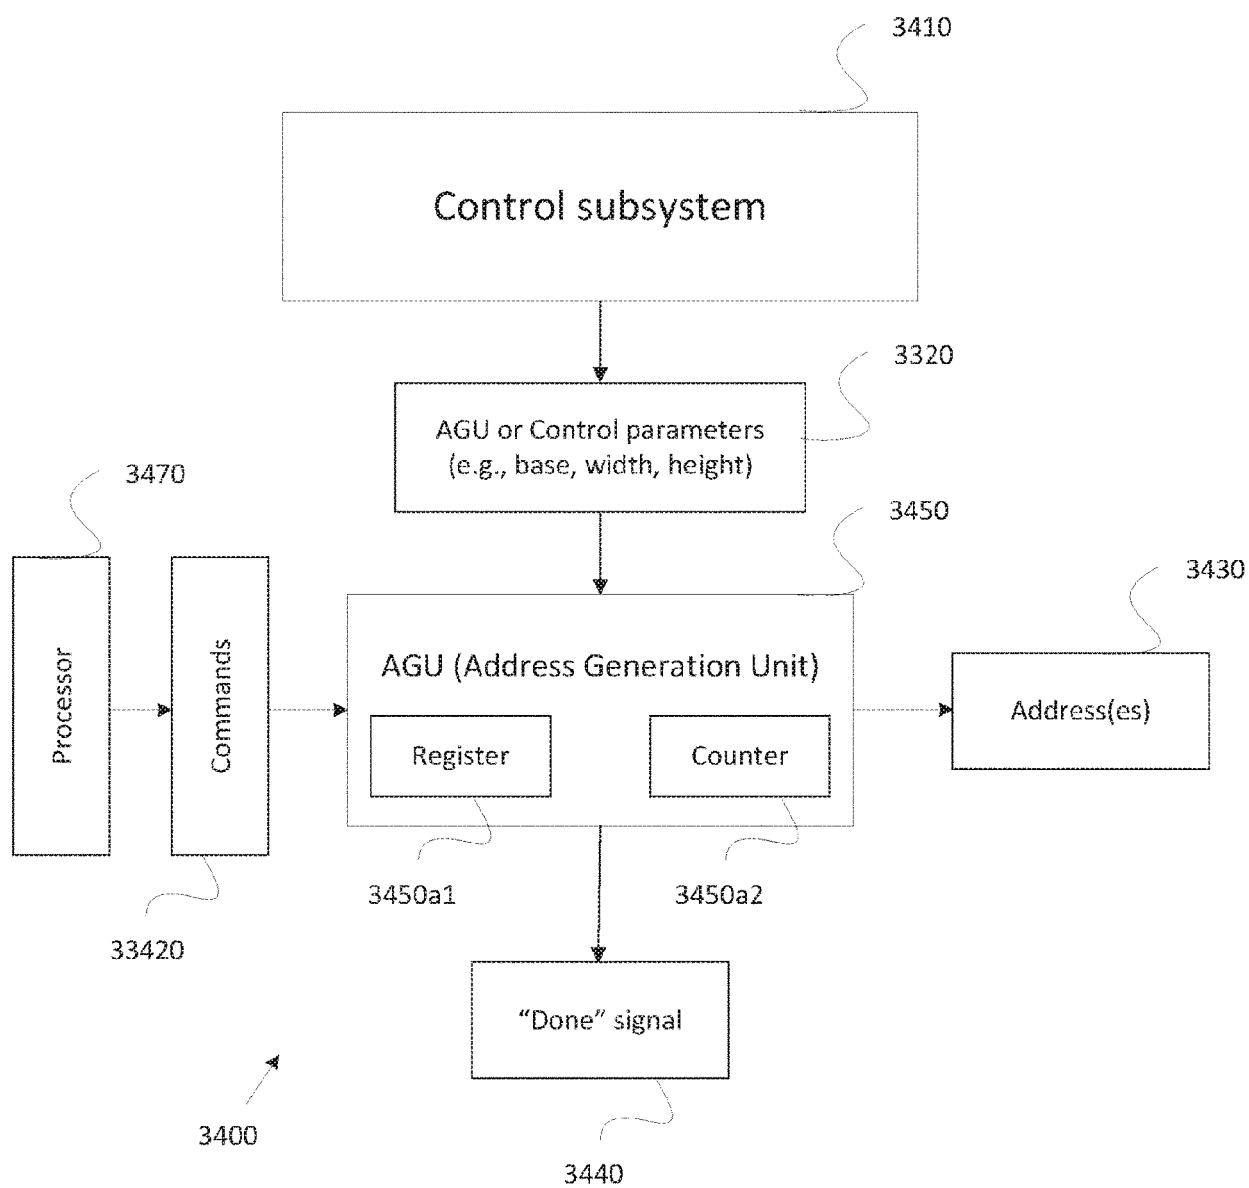 3410
Control subsystem
3320
AGU or Control parameters
(e.g., base, width, height)
3470
3450
3430
Processor
Commands
AGU (Address Generation Unit)
Address(es)
Register
Counter
3450a1
3450a2
33420
“Done” signal
3400
3440